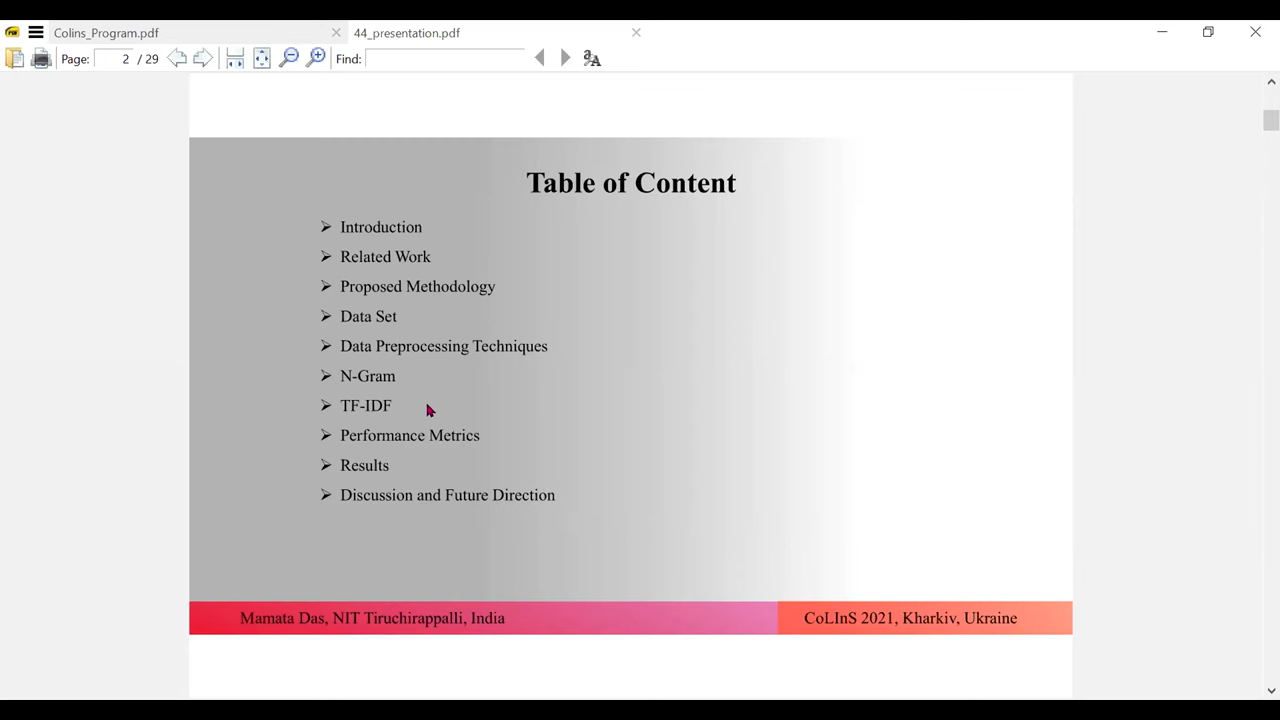 Colins_Program.pdf
44_presentation.pdf
Page: 2 / 29 Find:
Table of Content
Introduction
Related Work
Proposed Methodology
Data Set
Data Preprocessing Techniques
N-Gram
TF-IDF
Performance Metrics
Results
Discussion and Future Direction
Mamata Das, NIT Tiruchirappalli, India
CoLInS 2021, Kharkiv, Ukraine